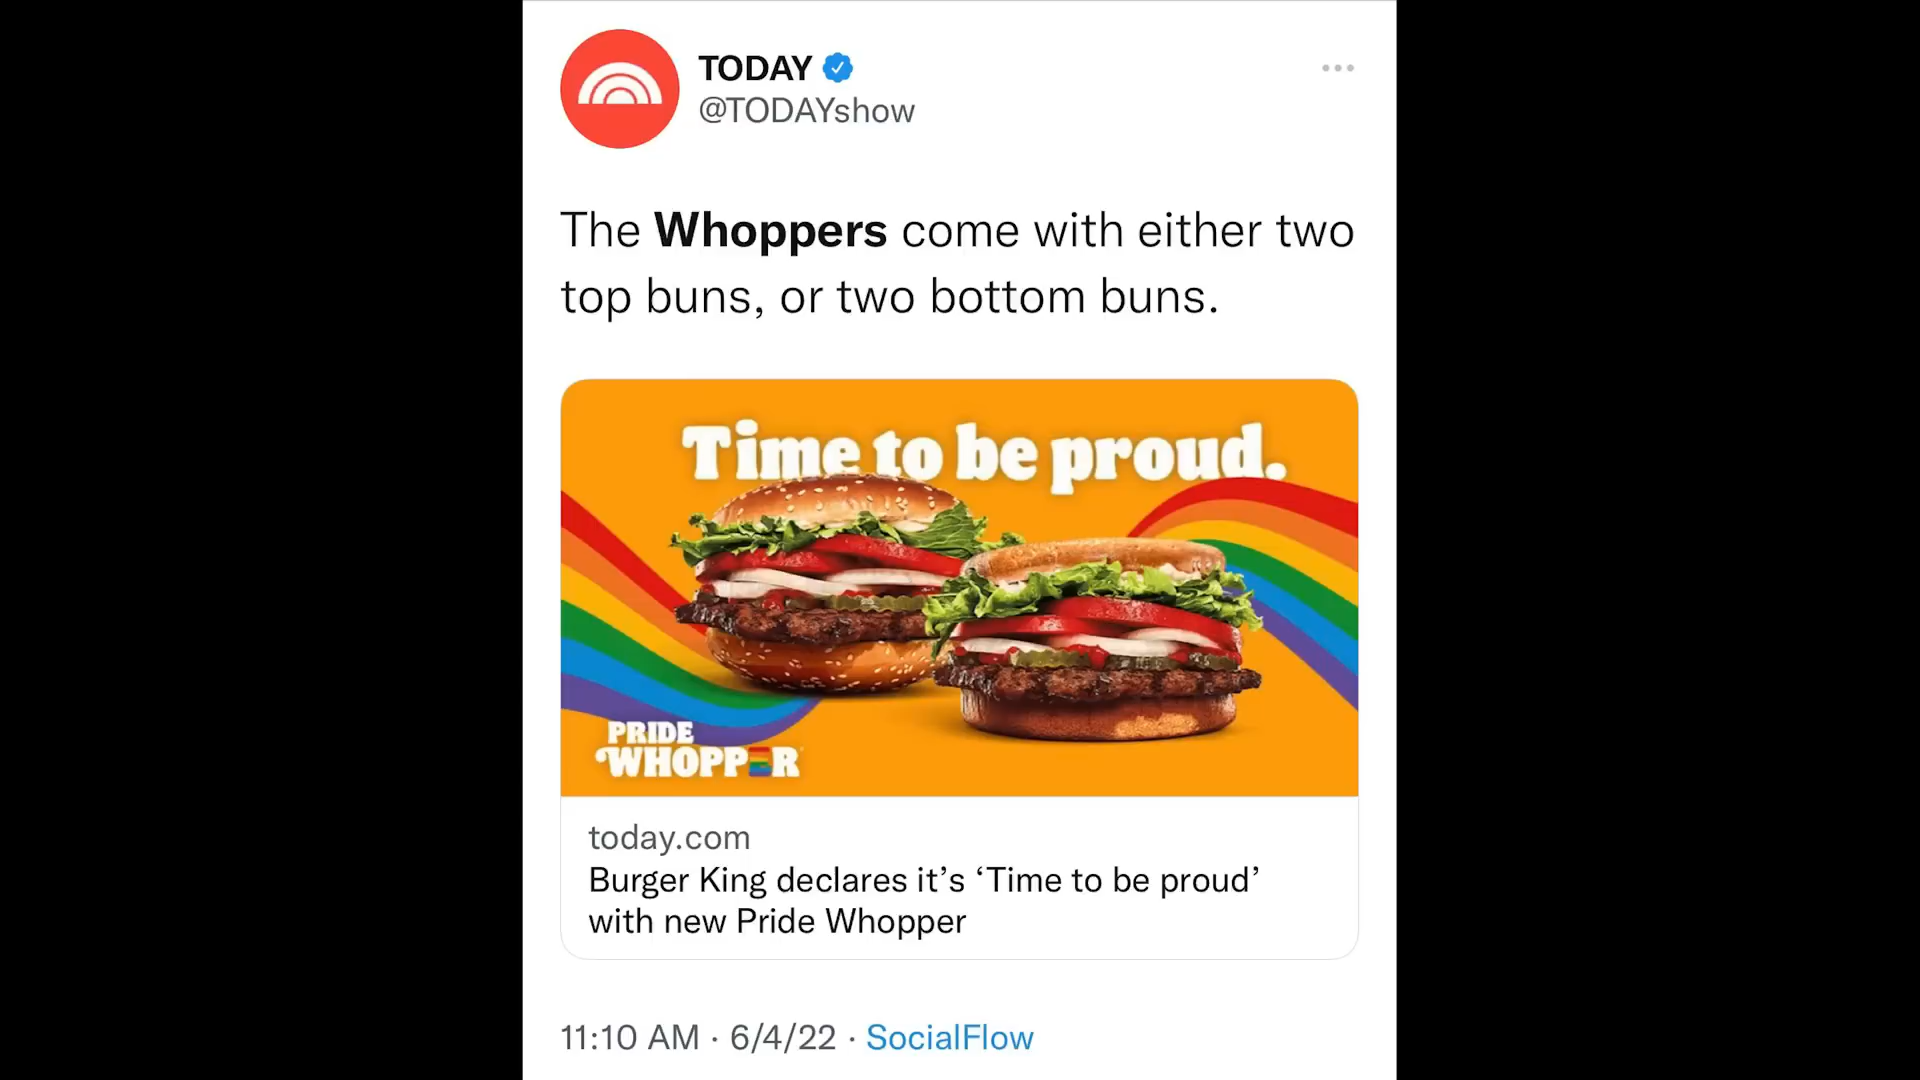 TODAY
@TODAYshow
The Whoppers come with either two
top buns, or two bottom buns.
Time to be proud.
PRIDE
WHOPPER
today.com
Burger King declares it’s ‘Time to be proud’
with new Pride Whopper
11:10 AM · 6/4/22 · SocialFlow